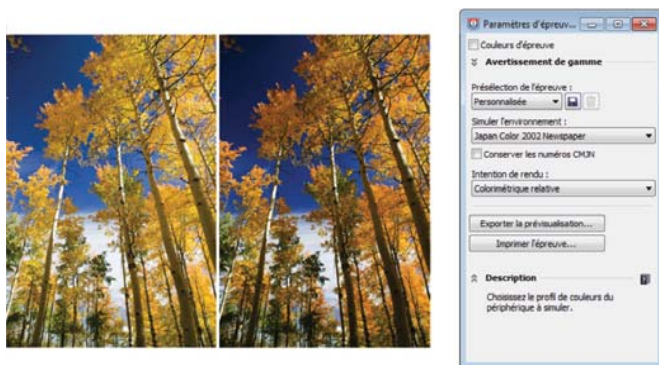 Paramètres d'épreuv...
Couleurs d'épreuve
Avertissement de gamme
Présélection de l'épreuve :
Personnalisée
Simuler l'environnement :
Japan Color 2002 Newspaper
Conserver les numéros CMJN
Intention de rendu :
Colorimétrique relative
Exporter la prévisualisation...
Imprimer l'épreuve...
Description
Choisissez le profil de couleurs du
périphérique à simuler.